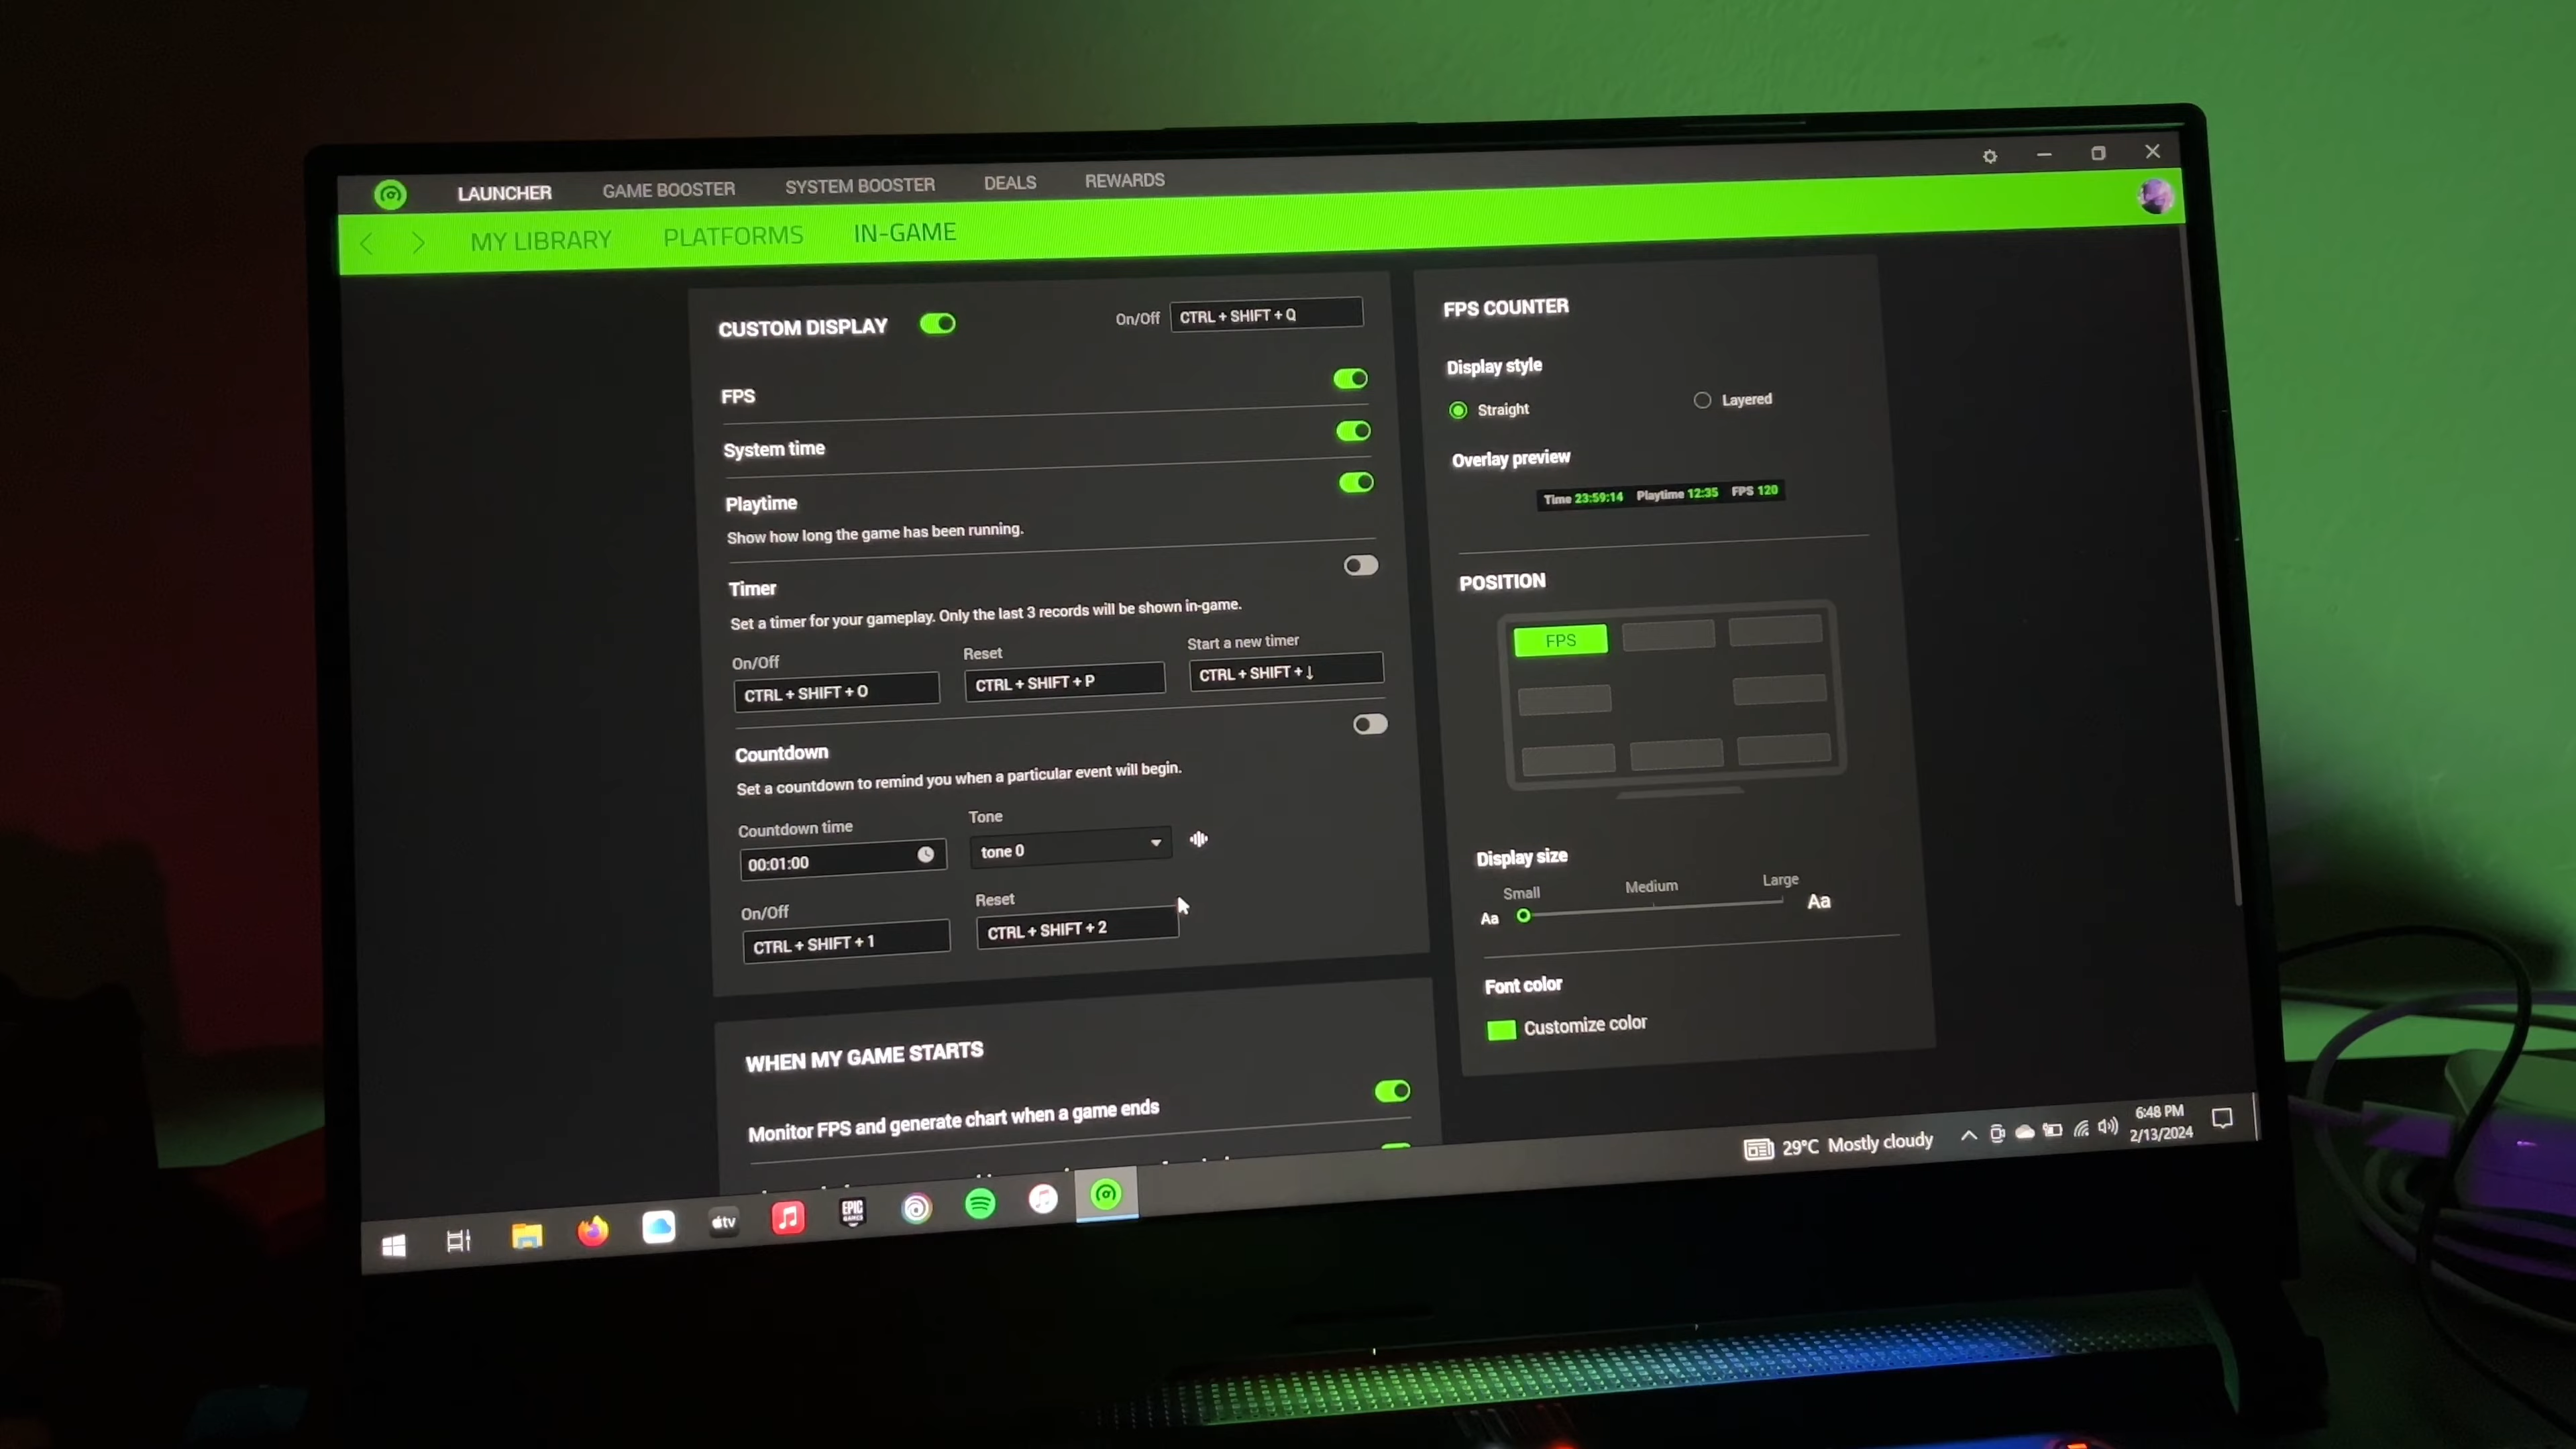 LAUNCHER GAME BOOSTER SYSTEM BOOSTER DEALS REWARDS
MY LIBRARY PLATFORMS IN-GAME
CUSTOM DISPLAY On/Off CTRL + SHIFT + Q
FPS
System time
Playtime
Show how long the game has been running.
Timer
Set a timer for your gameplay. Only the last 3 records will be shown in-game.
On/Off Reset Start a new timer
CTRL + SHIFT + O CTRL + SHIFT + P CTRL + SHIFT + ↓
Countdown
Set a countdown to remind you when a particular event will begin.
Countdown time Tone
00:01:00 tone 0
On/Off Reset
CTRL + SHIFT + 1 CTRL + SHIFT + 2
WHEN MY GAME STARTS
Monitor FPS and generate chart when a game ends
FPS COUNTER
Display style
Straight Layered
Overlay preview
Time 23:59:14 Playtime 12:35 FPS 120
POSITION
FPS
Display size
Small Medium Large
Aa Aa
Font color
Customize color
tv EPIC GAMES
29°C Mostly cloudy
6:48 PM
2/13/2024